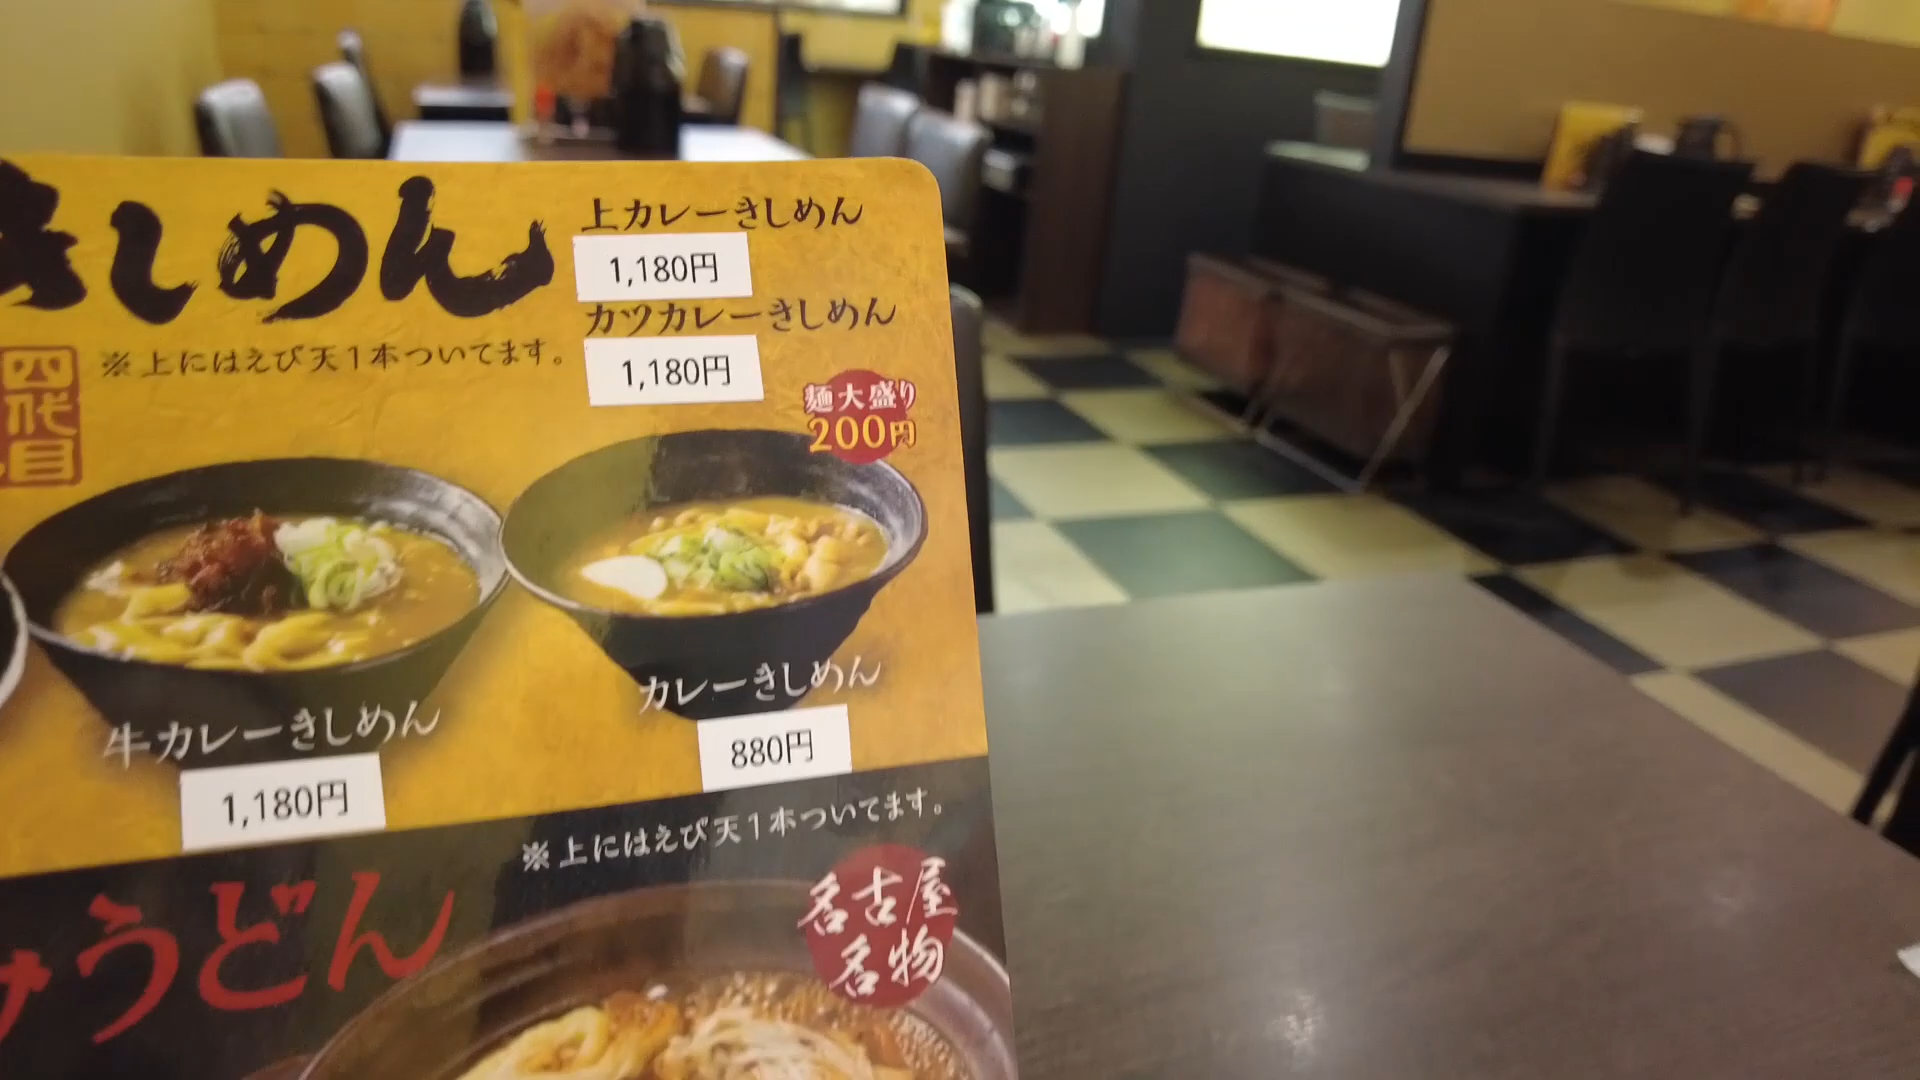 きしめん
上カレーきしめん
1,180円
カツカレーきしめん
1,180円
※上にはえび天1本ついてます。
四代目
麺大盛り
200円
牛カレーきしめん
1,180円
カレーきしめん
880円
※上にはえび天1本ついてます。
うどん
名古屋
名物